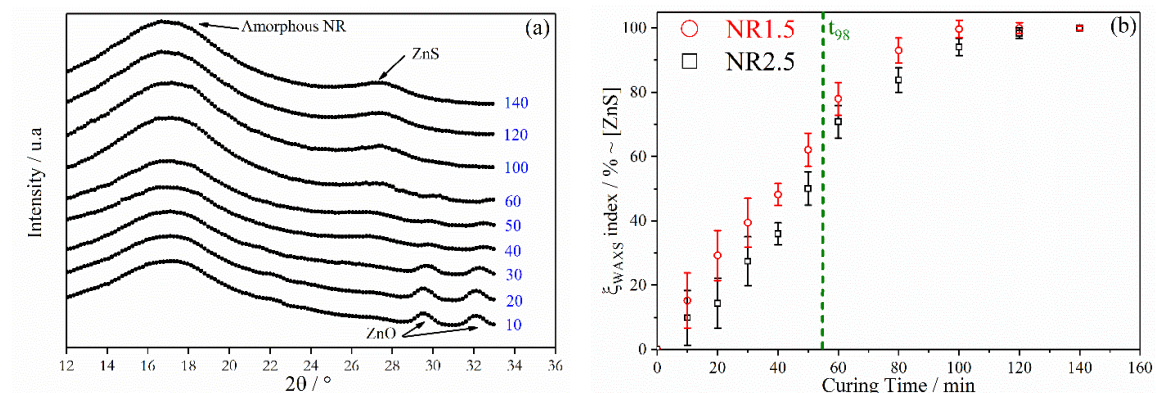 (a)
Amorphous NR
ZnS
140
120
100
60
50
40
30
20
10
ZnO
Intensity / u.a
12 14 16 18 20 22 24 26 28 30 32 34 36
2θ / °
(b)
NR1.5
NR2.5
t98
100
80
60
40
20
0
ξWAXS index / % ~ [ZnS]
0 20 40 60 80 100 120 140 160
Curing Time / min